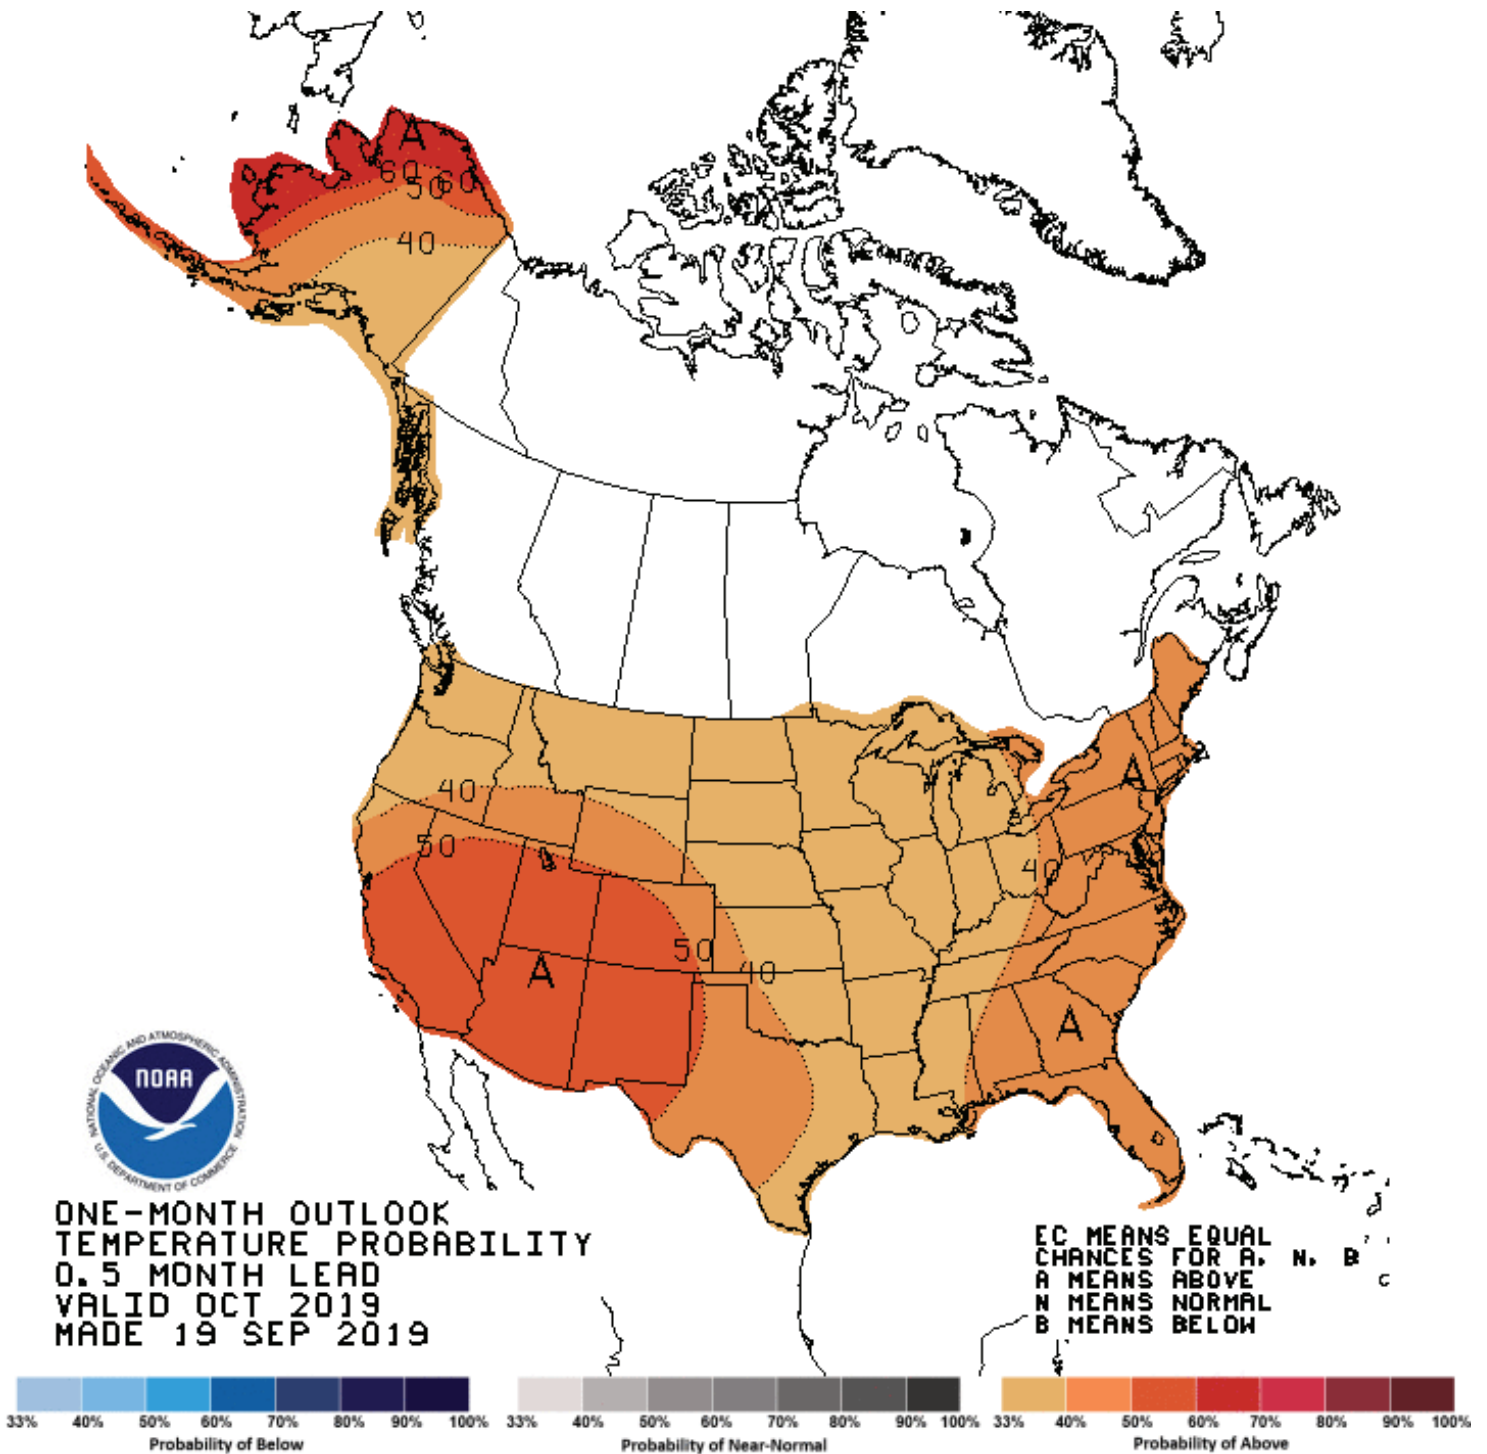 A
60
50
60
40
40
50
A
40
50
40
A
A
NATIONAL OCEANIC AND ATMOSPHERIC ADMINISTRATION
NOAA
U.S. DEPARTMENT OF COMMERCE
ONE-MONTH OUTLOOK
TEMPERATURE PROBABILITY
0.5 MONTH LEAD
VALID OCT 2019
MADE 19 SEP 2019
EC MEANS EQUAL
CHANCES FOR A, N, B
A MEANS ABOVE
N MEANS NORMAL
B MEANS BELOW
33% 40% 50% 60% 70% 80% 90% 100%
Probability of Below
33% 40% 50% 60% 70% 80% 90% 100%
Probability of Near-Normal
33% 40% 50% 60% 70% 80% 90% 100%
Probability of Above